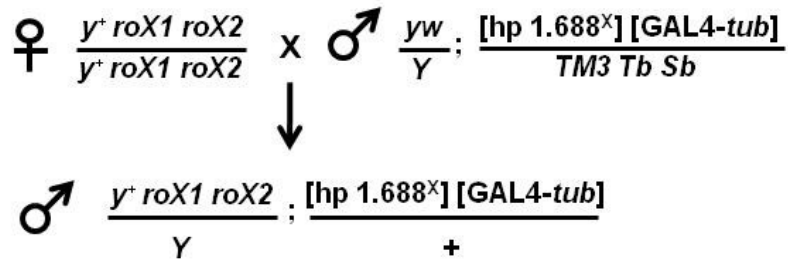 ♀ y⁺ roX1 roX2 x ♂ yw ; [hp 1.688ˣ] [GAL4-tub]
y⁺ roX1 roX2 Y TM3 Tb Sb
♂ y⁺ roX1 roX2 ; [hp 1.688ˣ] [GAL4-tub]
Y +